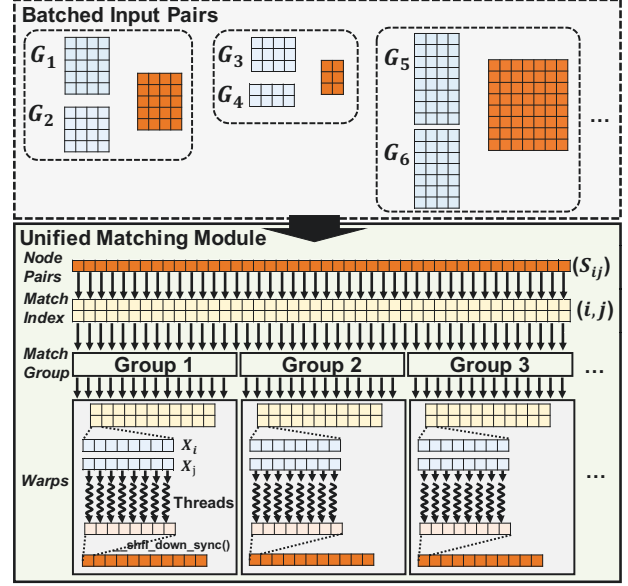 Batched Input Pairs
G1
G2
G3
G4
G5
G6
...
Unified Matching Module
Node Pairs
(Sij)
Match Index
(i,j)
Match Group
Group 1
Group 2
Group 3
...
Xi
Xj
Warps
Threads
...
__shfl_down_sync()